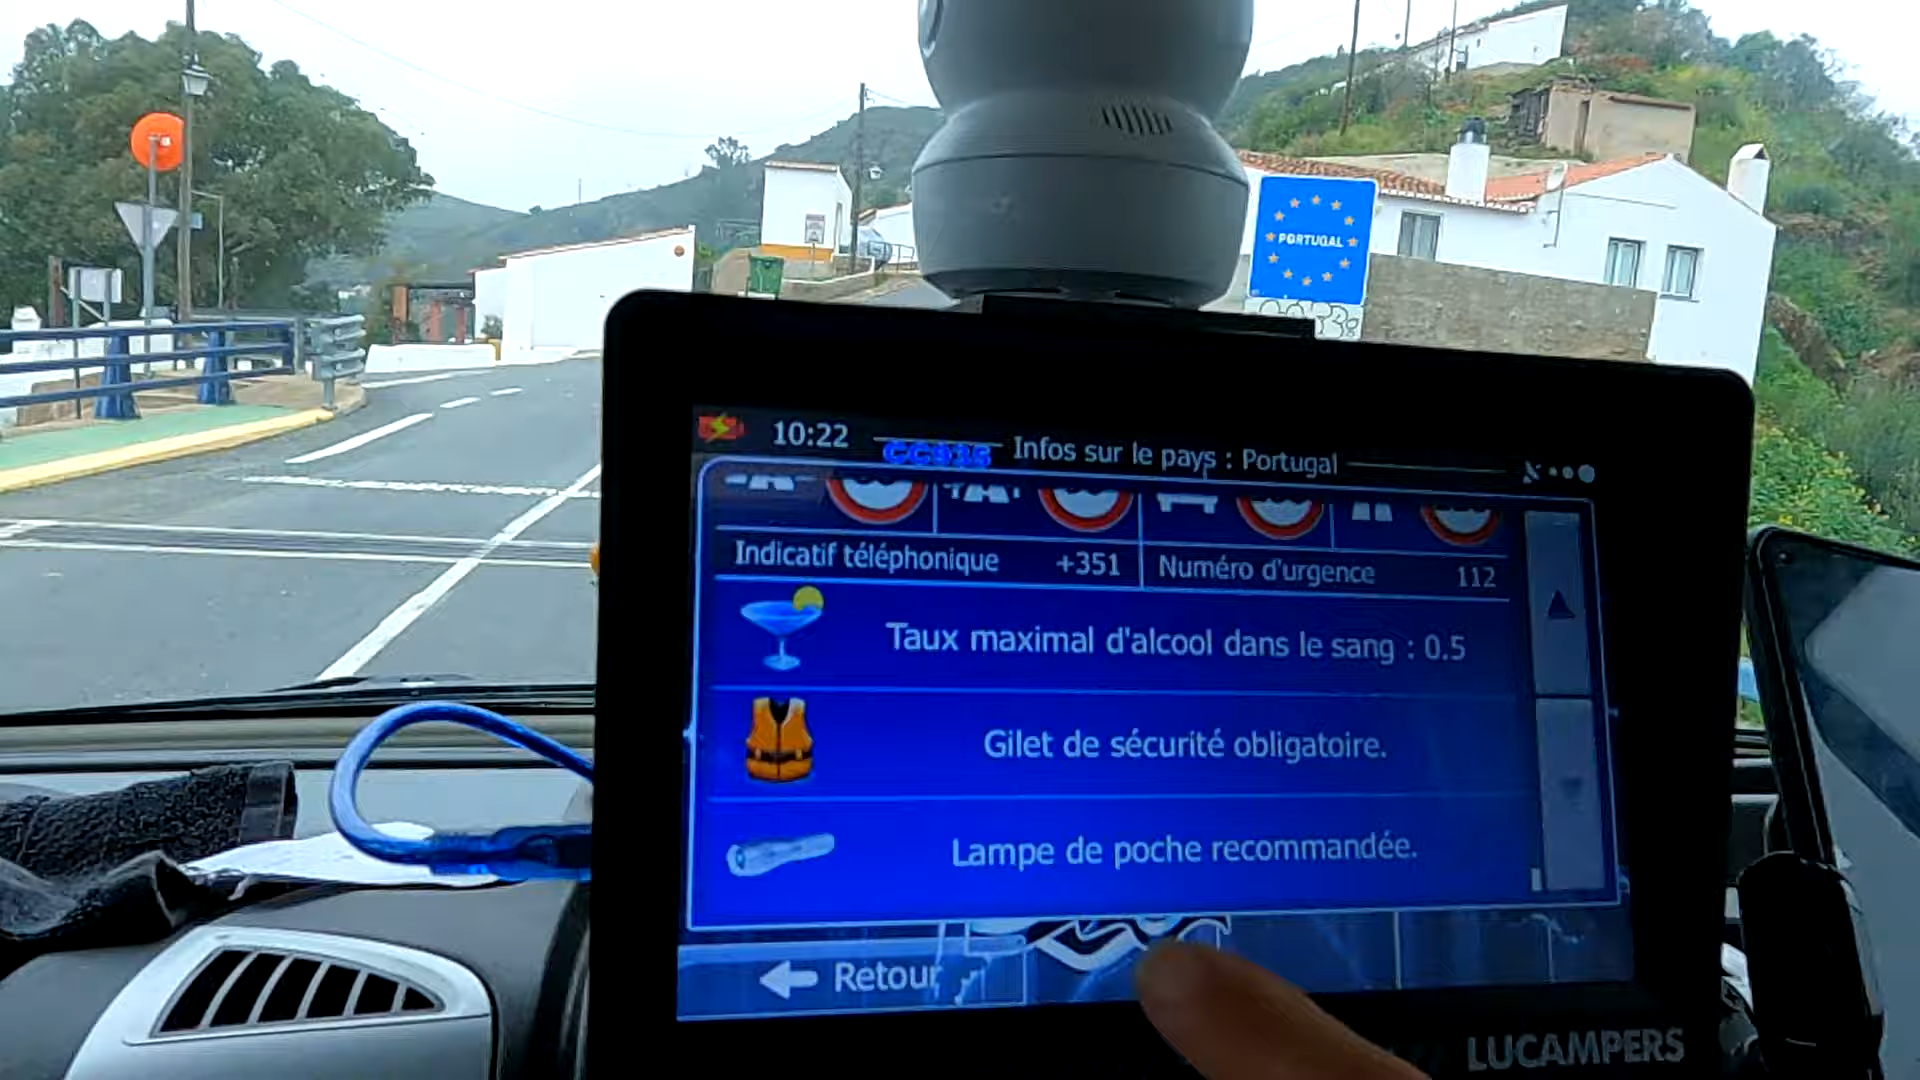 PORTUGAL
10:22
CC935
Infos sur le pays : Portugal
Indicatif téléphonique +351
Numéro d'urgence 112
Taux maximal d'alcool dans le sang : 0.5
Gilet de sécurité obligatoire.
Lampe de poche recommandée.
Retour
LUCAMPERS